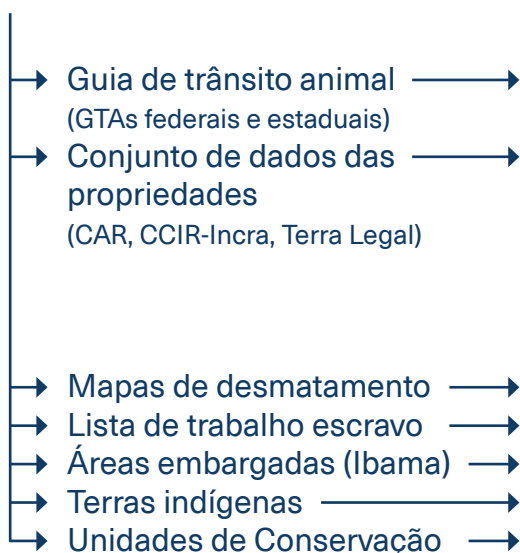 Guia de trânsito animal
(GTAs federais e estaduais)
Conjunto de dados das
propriedades
(CAR, CCIR-Incra, Terra Legal)
Mapas de desmatamento
Lista de trabalho escravo
Áreas embargadas (Ibama)
Terras indígenas
Unidades de Conservação